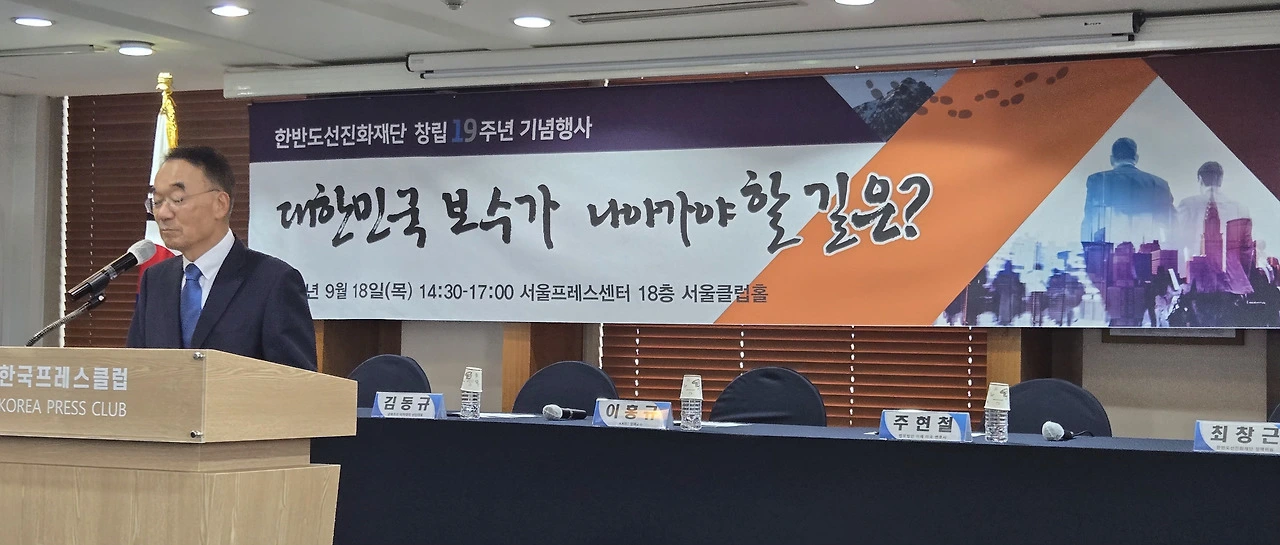 한반도선진화재단 창립 19주년 기념행사
대한민국 보수가 나아가야 할 길은?
년 9월 18일(목) 14:30-17:00 서울프레스센터 18층 서울클럽홀
한국프레스클럽
KOREA PRESS CLUB
김동규
이홍규
주현철
최창근